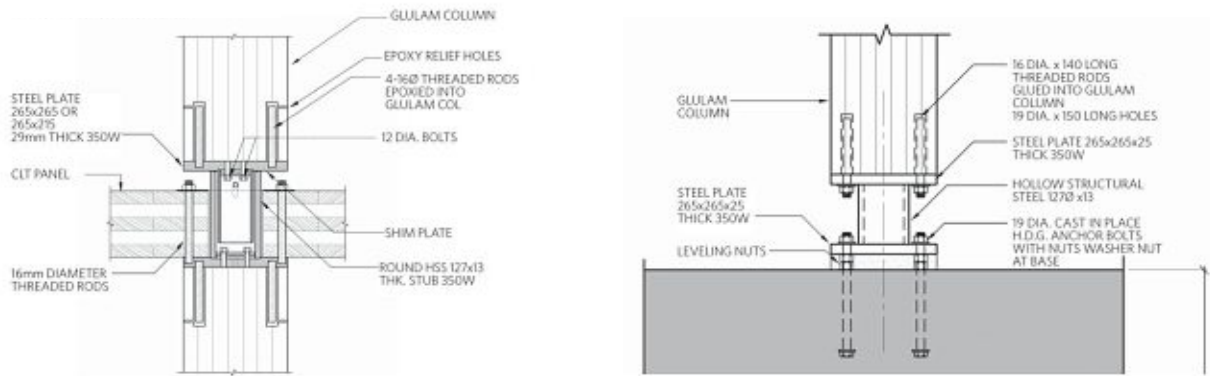 GLULAM COLUMN
EPOXY RELIEF HOLES
4-16Ø THREADED RODS
EPOXIED INTO
GLULAM COL
STEEL PLATE
265x265 OR
265x215
29mm THICK 350W
12 DIA. BOLTS
CLT PANEL
SHIM PLATE
16mm DIAMETER
THREADED RODS
ROUND HSS 127x13
THK. STUB 350W
GLULAM
COLUMN
16 DIA. x 140 LONG
THREADED RODS
GLUED INTO GLULAM
COLUMN
19 DIA. x 150 LONG HOLES
STEEL PLATE 265x265x25
THICK 350W
HOLLOW STRUCTURAL
STEEL 127Ø x13
STEEL PLATE
265x265x25
THICK 350W
19 DIA. CAST IN PLACE
H.D.G. ANCHOR BOLTS
WITH NUTS WASHER NUT
AT BASE
LEVELING NUTS